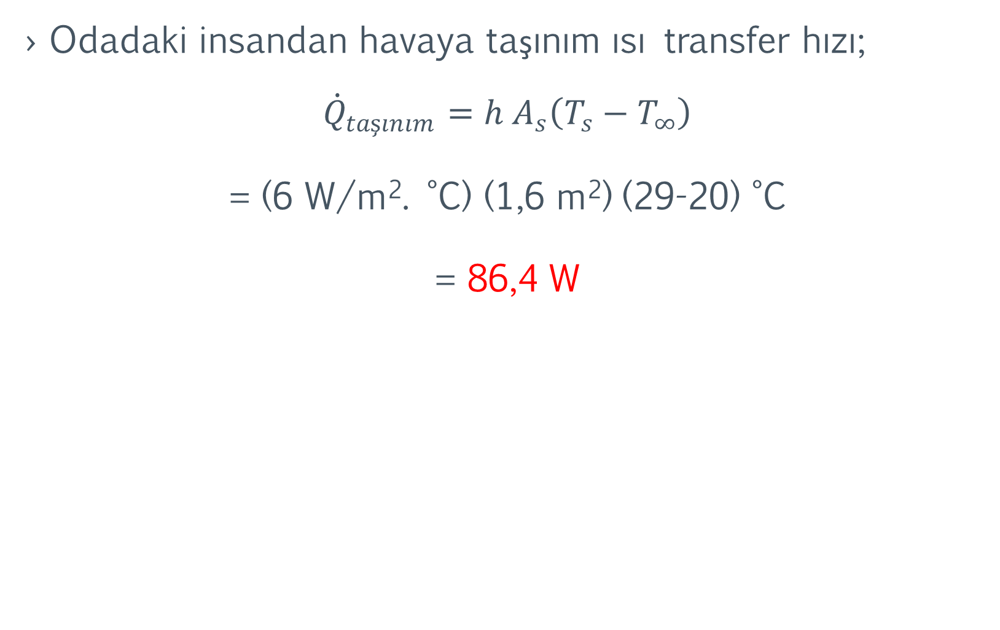 › Odadaki insandan havaya taşınım ısı transfer hızı;
Q̇taşınım = h As(Ts − T∞)
= (6 W/m². °C) (1,6 m²) (29-20) °C
= 86,4 W